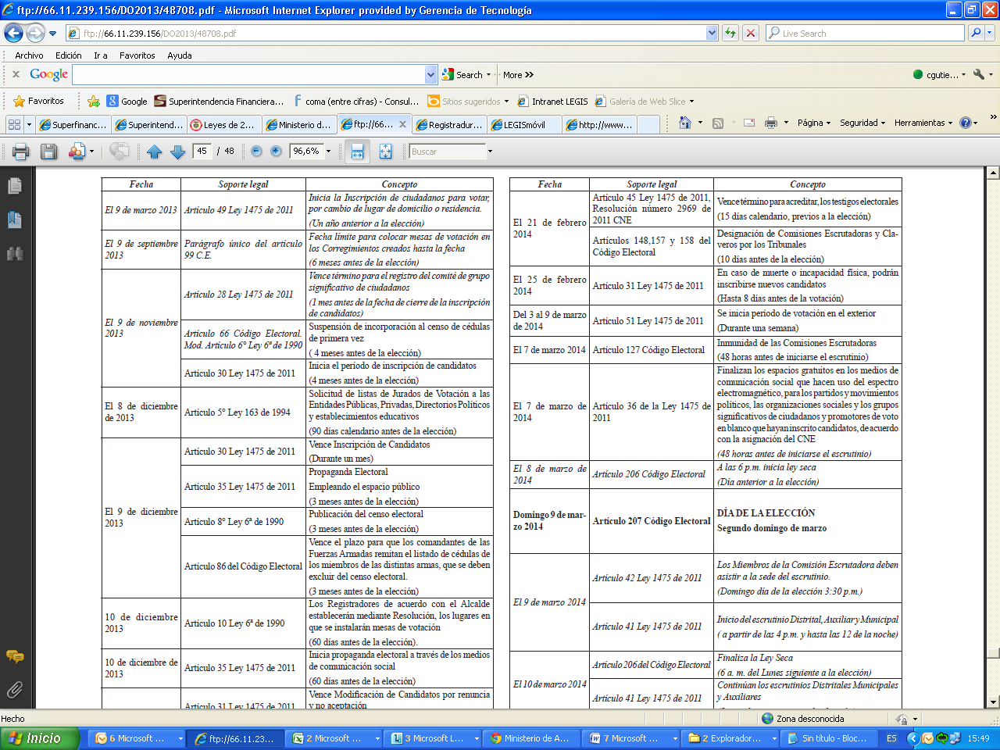 ftp://66.11.239.156/DO2013/48708.pdf - Microsoft Internet Explorer provided by Gerencia de Tecnología
ftp://66.11.239.156/DO2013/48708.pdf
Live Search
Archivo Edición Ir a Favoritos Ayuda
x Google Search More >> cgutie...
Favoritos Google Superintendencia Financiera... coma (entre cifras) - Consul... Sitios sugeridos Intranet LEGIS Galería de Web Slice
Superfinanc... Superintend... Leyes de 2... Ministerio d... ftp://66... Registradur... LEGISmóvil http://www... Página Seguridad Herramientas
45 / 48 96,6% Buscar
Fecha Soporte legal Concepto
El 9 de marzo 2013 Artículo 49 Ley 1475 de 2011
Inicia la Inscripción de ciudadanos para votar,
por cambio de lugar de domicilio o residencia.
(Un año anterior a la elección)
El 9 de septiembre
2013
Parágrafo único del artículo
99 C.E.
Fecha límite para colocar mesas de votación en
los Corregimientos creados hasta la fecha
(6 meses antes de la elección)
El 9 de noviembre
2013
Artículo 28 Ley 1475 de 2011
Vence término para el registro del comité de grupo
significativo de ciudadanos
(1 mes antes de la fecha de cierre de la inscripción
de candidatos)
Artículo 66 Código Electoral.
Mod. Artículo 6° Ley 6ª de 1990
Suspensión de incorporación al censo de cédulas
de primera vez
( 4 meses antes de la elección)
Artículo 30 Ley 1475 de 2011
Inicia el período de inscripción de candidatos
(4 meses antes de la elección)
El 8 de diciembre
de 2013
Artículo 5° Ley 163 de 1994
Solicitud de listas de Jurados de Votación a las
Entidades Públicas, Privadas, Directorios Políticos
y establecimientos educativos
(90 días calendario antes de la elección)
El 9 de diciembre
2013
Artículo 30 Ley 1475 de 2011
Vence Inscripción de Candidatos
(Durante un mes)
Artículo 35 Ley 1475 de 2011
Propaganda Electoral
Empleando el espacio público
(3 meses antes de la elección)
Artículo 8° Ley 6ª de 1990
Publicación del censo electoral
(3 meses antes de la elección)
Artículo 86 del Código Electoral
Vence el plazo para que los comandantes de las
Fuerzas Armadas remitan el listado de cédulas de
los miembros de las distintas armas, que se deben
excluir del censo electoral.
(3 meses antes de la elección)
10 de diciembre
2013
Artículo 10 Ley 6ª de 1990
Los Registradores de acuerdo con el Alcalde
establecerán mediante Resolución, los lugares en
que se instalarán mesas de votación
(60 días antes de la elección).
10 de diciembre de
2013
Artículo 35 Ley 1475 de 2011
Inicia propaganda electoral a través de los medios
de comunicación social
(60 días antes de la elección)
Artículo 31 Ley 1475 de 2011
Vence Modificación de Candidatos por renuncia
y no aceptación
Fecha Soporte legal Concepto
El 21 de febrero
2014
Artículo 45 Ley 1475 de 2011,
Resolución número 2969 de
2011 CNE
Vence término para acreditar, los testigos electorales
(15 días calendario, previos a la elección)
Artículos 148,157 y 158 del
Código Electoral
Designación de Comisiones Escrutadoras y Cla-
veros por los Tribunales
(10 días antes de la elección)
El 25 de febrero
2014
Artículo 31 Ley 1475 de 2011
En caso de muerte o incapacidad física, podrán
inscribirse nuevos candidatos
(Hasta 8 días antes de la votación)
Del 3 al 9 de marzo
de 2014
Artículo 51 Ley 1475 de 2011
Se inicia período de votación en el exterior
(Durante una semana)
El 7 de marzo 2014 Artículo 127 Código Electoral
Inmunidad de las Comisiones Escrutadoras
(48 horas antes de iniciarse el escrutinio)
El 7 de marzo de
2014
Artículo 36 de la Ley 1475 de
2011
Finalizan los espacios gratuitos en los medios de
comunicación social que hacen uso del espectro
electromagnético, para los partidos y movimientos
políticos, las organizaciones sociales y los grupos
significativos de ciudadanos y promotores de voto
en blanco que hayan inscrito candidatos, de acuerdo
con la asignación del CNE
(48 horas antes de iniciarse el escrutinio)
El 8 de marzo de
2014
Artículo 206 Código Electoral
A las 6 p.m. inicia ley seca
(Día anterior a la elección)
Domingo 9 de mar-
zo 2014
Artículo 207 Código Electoral
DÍA DE LA ELECCIÓN
Segundo domingo de marzo
El 9 de marzo 2014
Artículo 42 Ley 1475 de 2011
Los Miembros de la Comisión Escrutadora deben
asistir a la sede del escrutinio.
(Domingo día de la elección 3:30 p.m.)
Artículo 41 Ley 1475 de 2011
Inicio del escrutinio Distrital, Auxiliar y Municipal
( a partir de las 4 p.m. y hasta las 12 de la noche)
El 10 de marzo 2014
Artículo 206 del Código Electoral
Finaliza la Ley Seca
(6 a. m. del Lunes siguiente a la elección)
Artículo 41 Ley 1475 de 2011
Continúan los escrutinios Distritales Municipales
y Auxiliares
Hecho Zona desconocida
Inicio 6 Microsoft ... ftp://66.11.23... 2 Microsoft ... 3 Microsoft L... Ministerio de A... 7 Microsoft ... 2 Explorador... Sin título - Bloc... ES 15:49